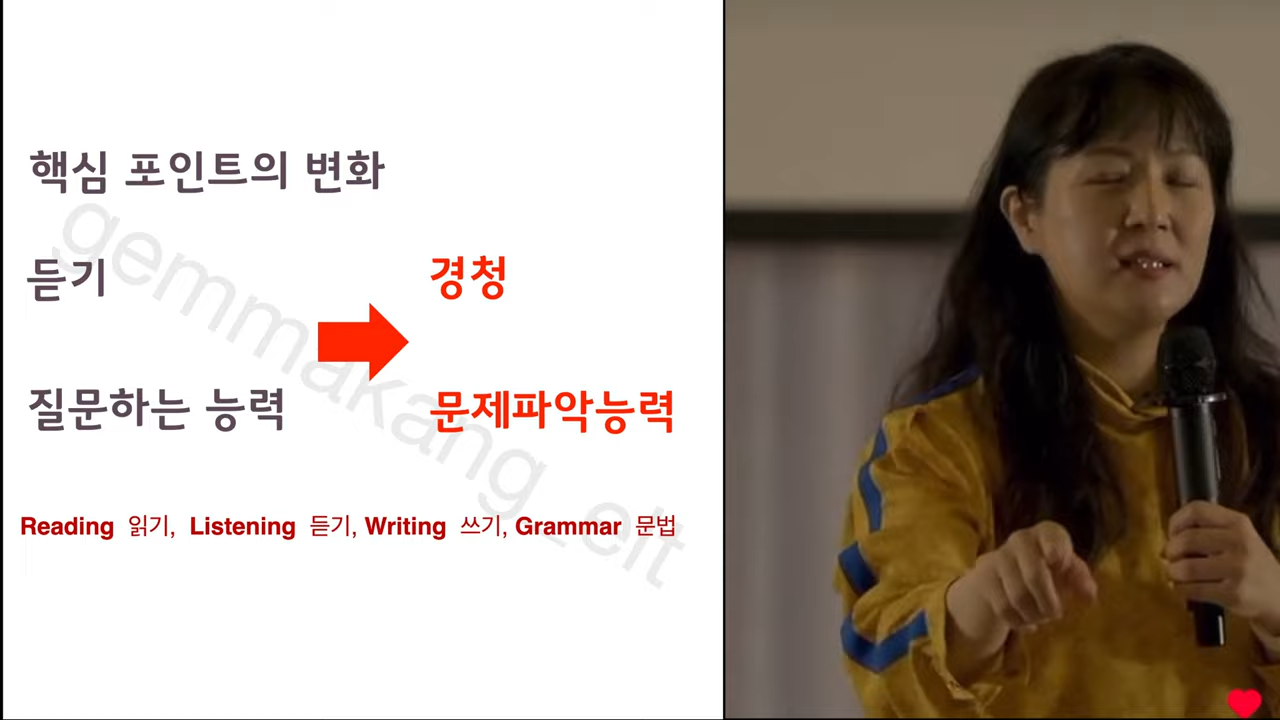 핵심 포인트의 변화
듣기 경청
질문하는 능력 문제파악능력
Reading 읽기, Listening 듣기, Writing 쓰기, Grammar 문법
gemmakang_elt